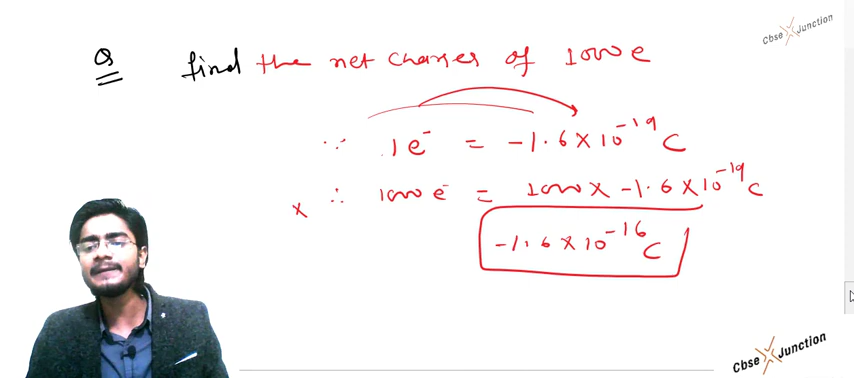 Cbse Junction
Q find the net charges of 1000 e
∵ 1e⁻ = -1.6 × 10⁻¹⁹ C
x ∴ 1000 e⁻ = 1000 × -1.6 × 10⁻¹⁹ C
-1.6 × 10⁻¹⁶ C
Cbse Junction